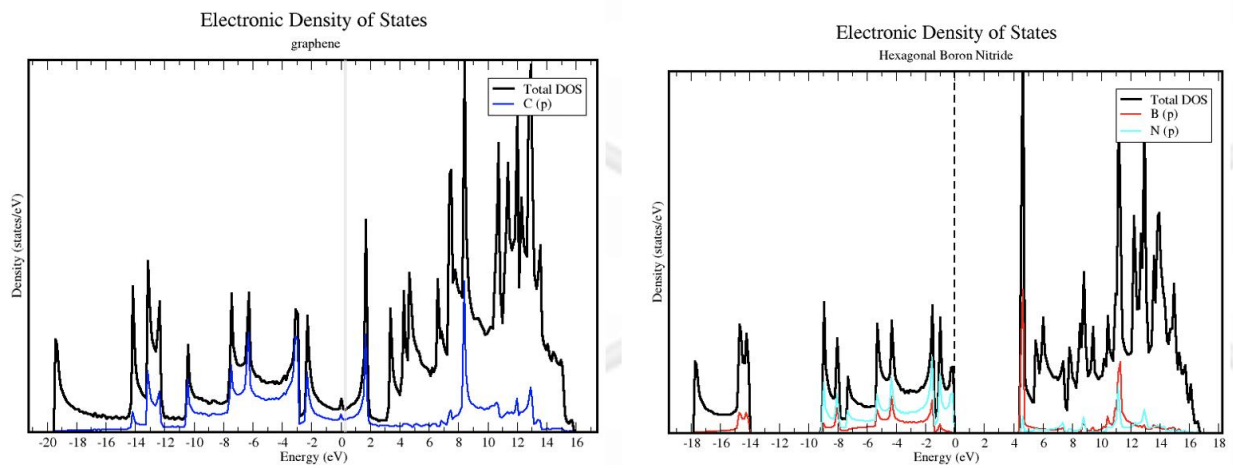 Electronic Density of States
graphene
Total DOS
C (p)
Density (states/eV)
-20 -18 -16 -14 -12 -10 -8 -6 -4 -2 0 2 4 6 8 10 12 14 16
Energy (eV)
Electronic Density of States
Hexagonal Boron Nitride
Total DOS
B (p)
N (p)
Density (states/eV)
-18 -16 -14 -12 -10 -8 -6 -4 -2 0 2 4 6 8 10 12 14 16 18
Energy (eV)